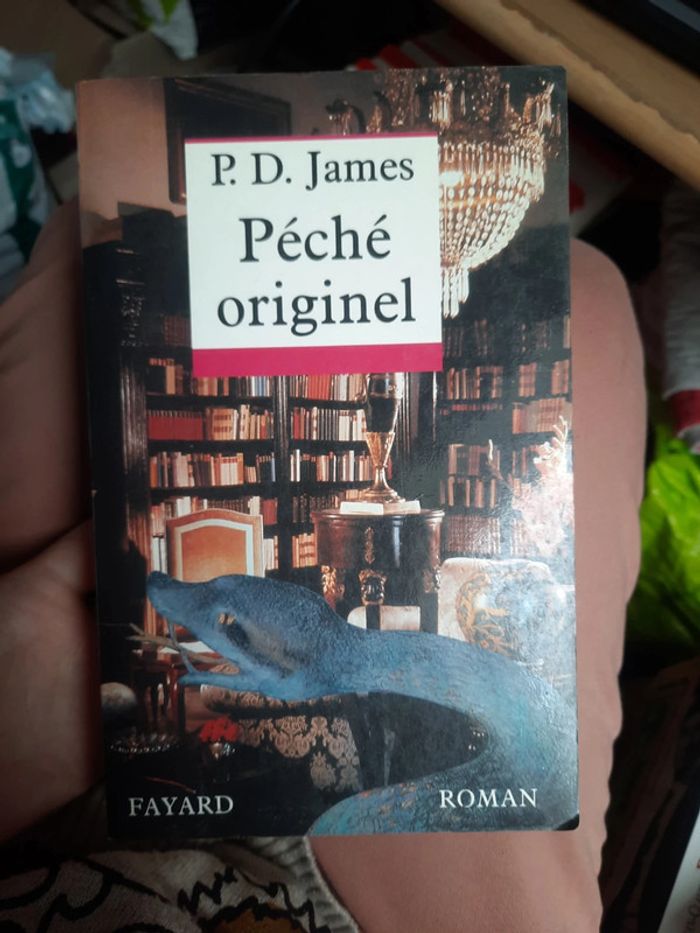 P. D. James
Péché
originel
FAYARD
ROMAN